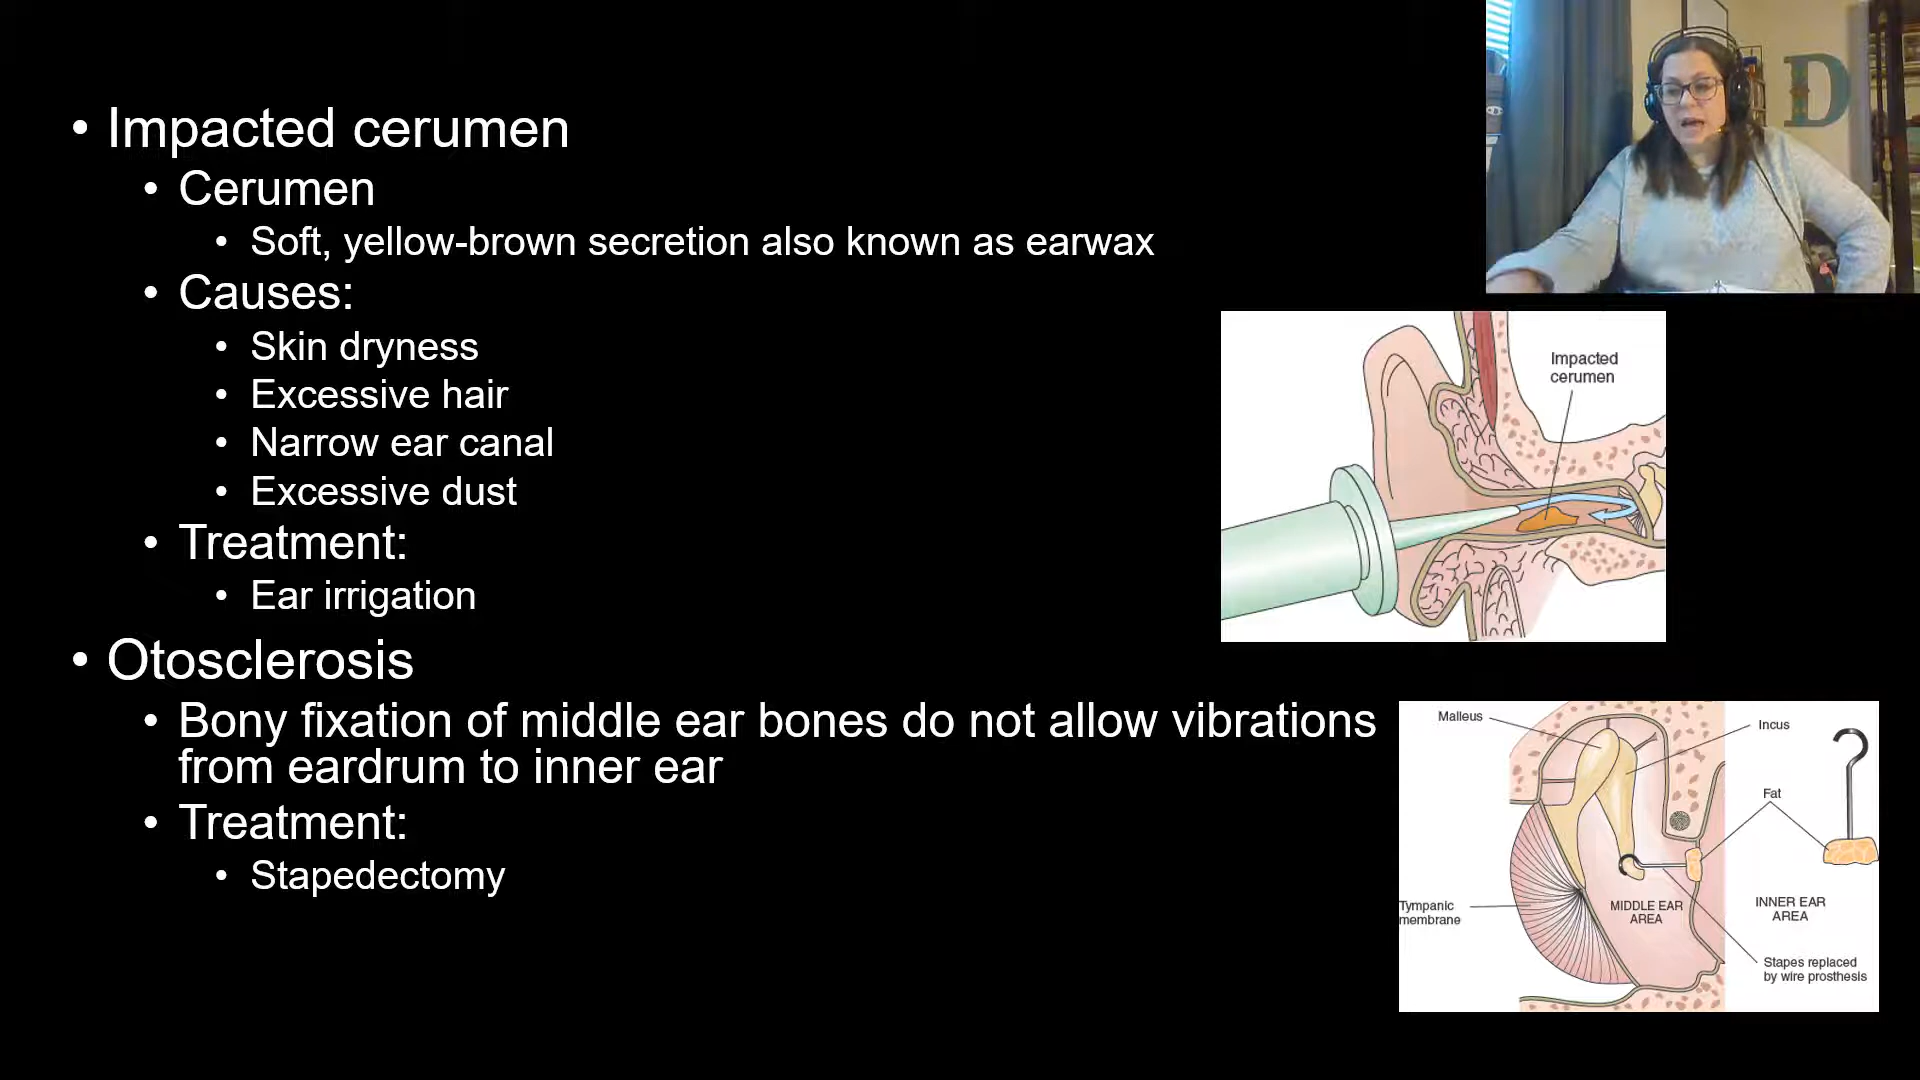 • Impacted cerumen
• Cerumen
• Soft, yellow-brown secretion also known as earwax
• Causes:
• Skin dryness
• Excessive hair
• Narrow ear canal
• Excessive dust
• Treatment:
• Ear irrigation
• Otosclerosis
• Bony fixation of middle ear bones do not allow vibrations
from eardrum to inner ear
• Treatment:
• Stapedectomy
D
Impacted
cerumen
Malleus
Incus
Fat
Tympanic
membrane
MIDDLE EAR
AREA
INNER EAR
AREA
Stapes replaced
by wire prosthesis